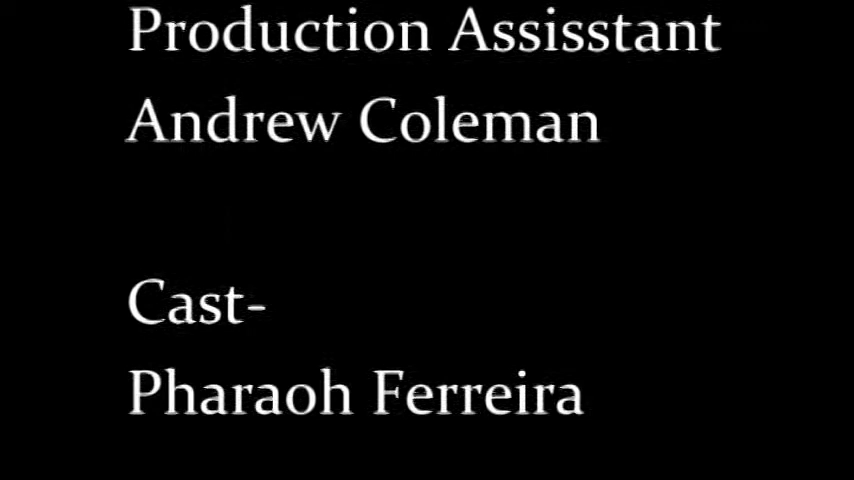 Production Assisstant
Andrew Coleman
Cast-
Pharaoh Ferreira